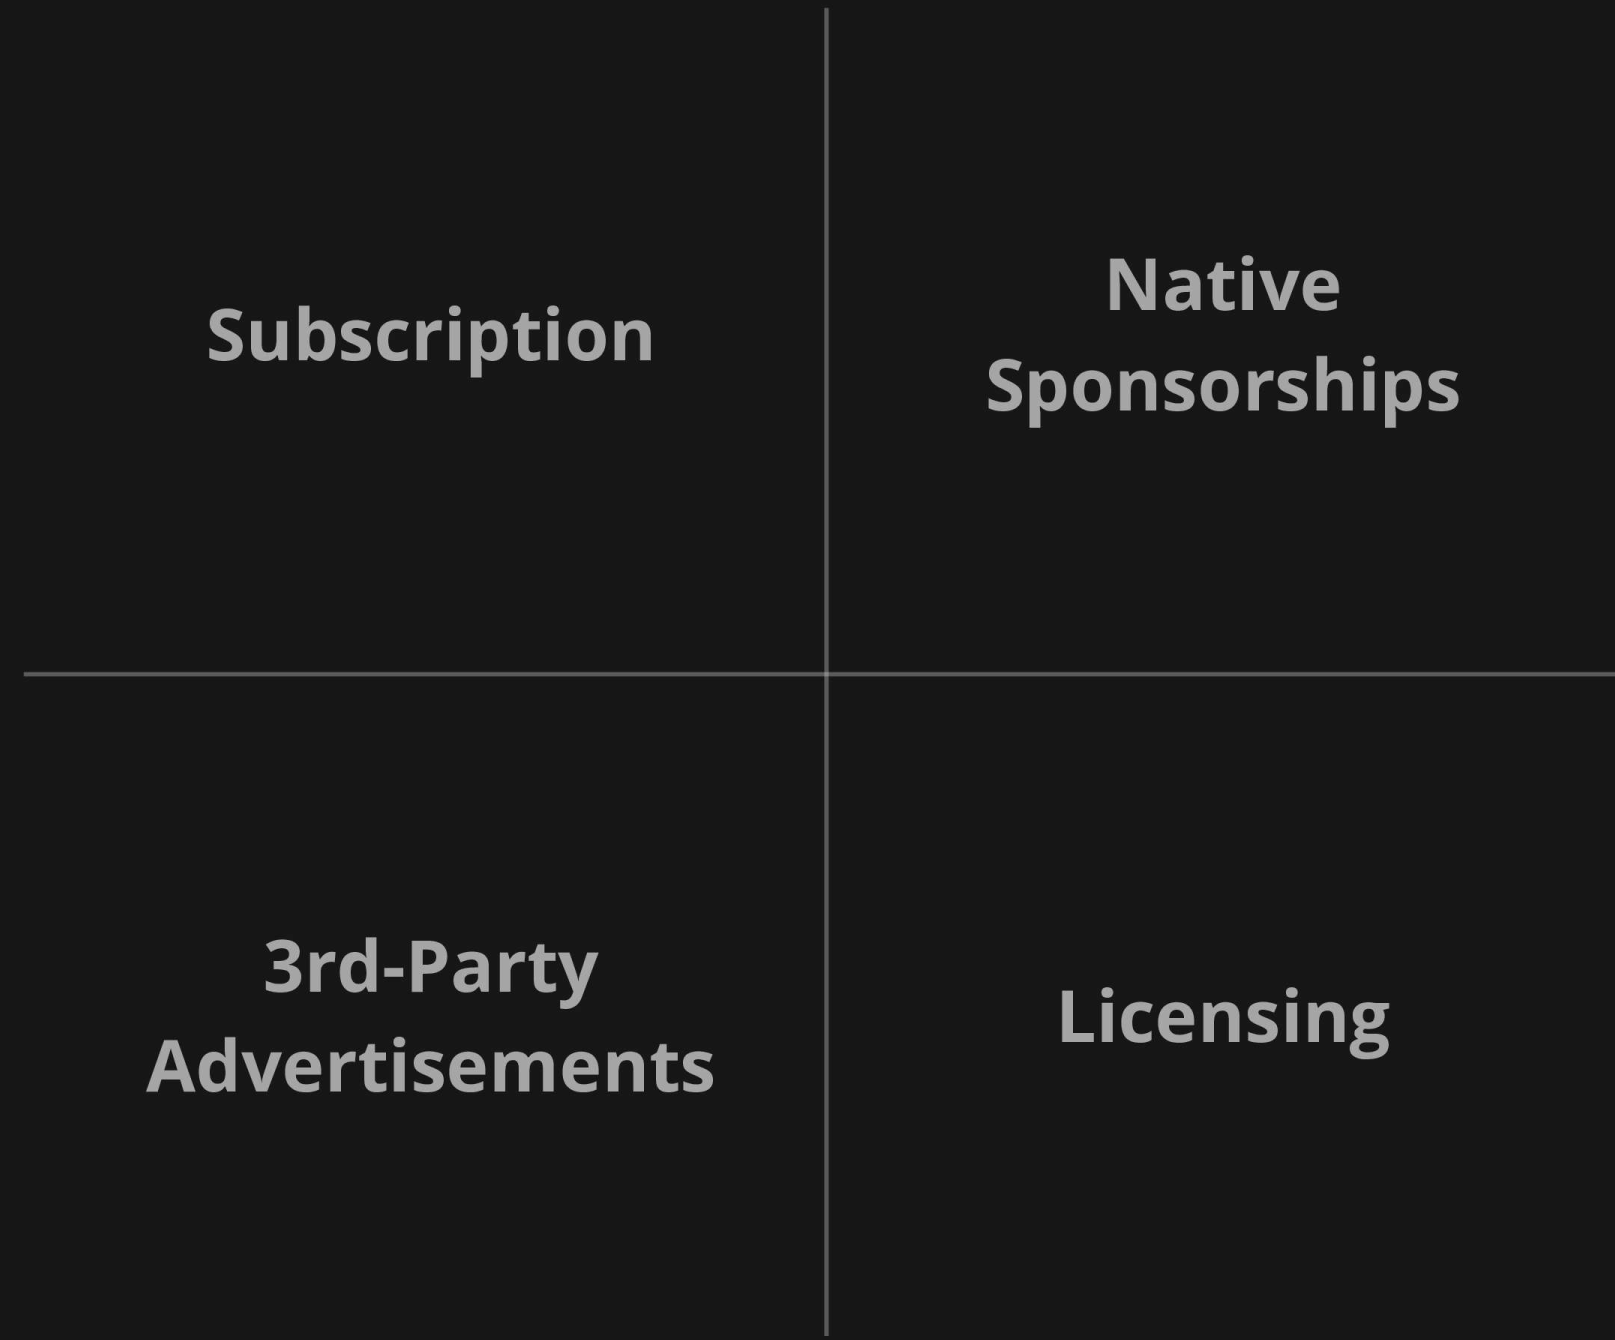 Subscription
Native
Sponsorships
3rd-Party
Advertisements
Licensing